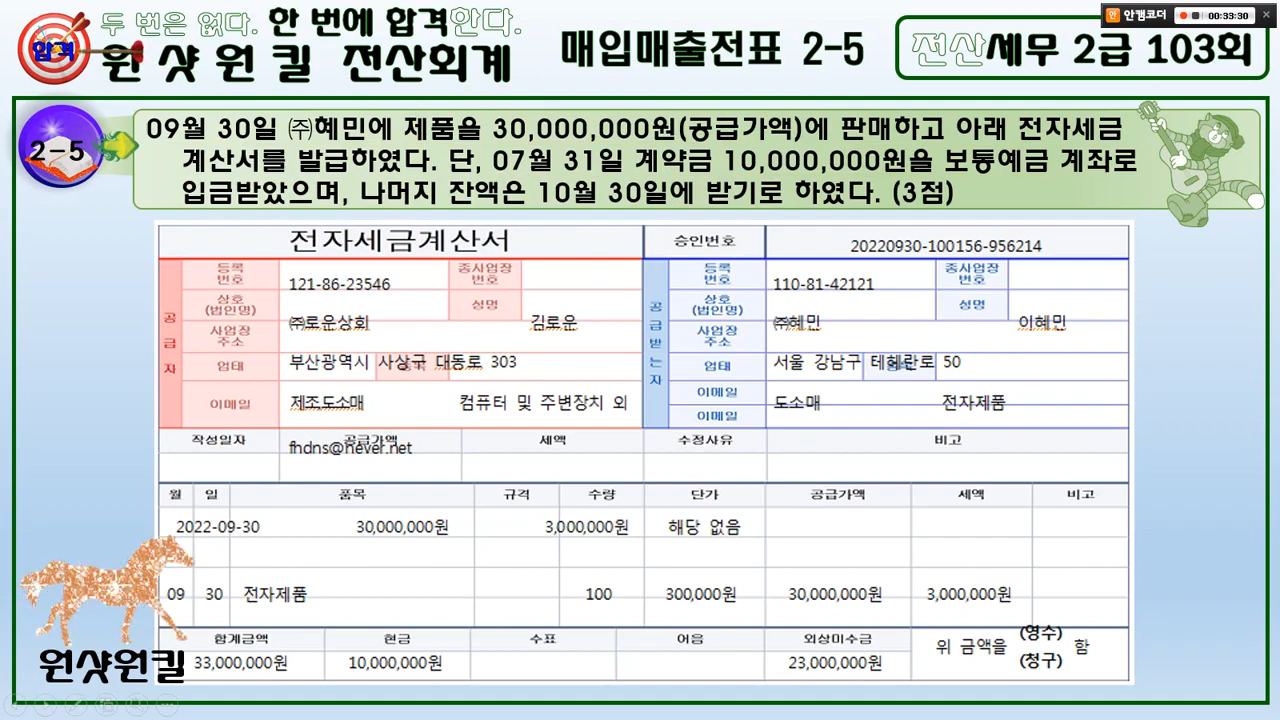 두 번은 없다. 한 번에 합격한다.
합격
원 샷 원 킬 전산회계
매입매출전표 2-5
안캠코더 00:33:30
전산세무 2급 103회
2-5
09월 30일 ㈜혜민에 제품을 30,000,000원(공급가액)에 판매하고 아래 전자세금
계산서를 발급하였다. 단, 07월 31일 계약금 10,000,000원을 보통예금 계좌로
입금받았으며, 나머지 잔액은 10월 30일에 받기로 하였다. (3점)
전자세금계산서 승인번호 20220930-100156-956214
공급자 등록번호 121-86-23546 종사업장번호 공급받는자 등록번호 110-81-42121 종사업장번호
상호(법인명) ㈜로운상회 성명 김로운 상호(법인명) ㈜혜민 성명 이혜민
사업장주소 사업장주소
업태 부산광역시 사상구 대동로 303 업태 서울 강남구 테헤란로 50
이메일 제조도소매 컴퓨터 및 주변장치 외 이메일 도소매 전자제품
이메일
작성일자 공급가액 세액 수정사유 비고
fhdns@never.net
월 일 품목 규격 수량 단가 공급가액 세액 비고
2022-09-30 30,000,000원 3,000,000원 해당 없음
09 30 전자제품 100 300,000원 30,000,000원 3,000,000원
합계금액 현금 수표 어음 외상미수금 위 금액을 (영수) (청구) 함
33,000,000원 10,000,000원 23,000,000원
원샷원킬